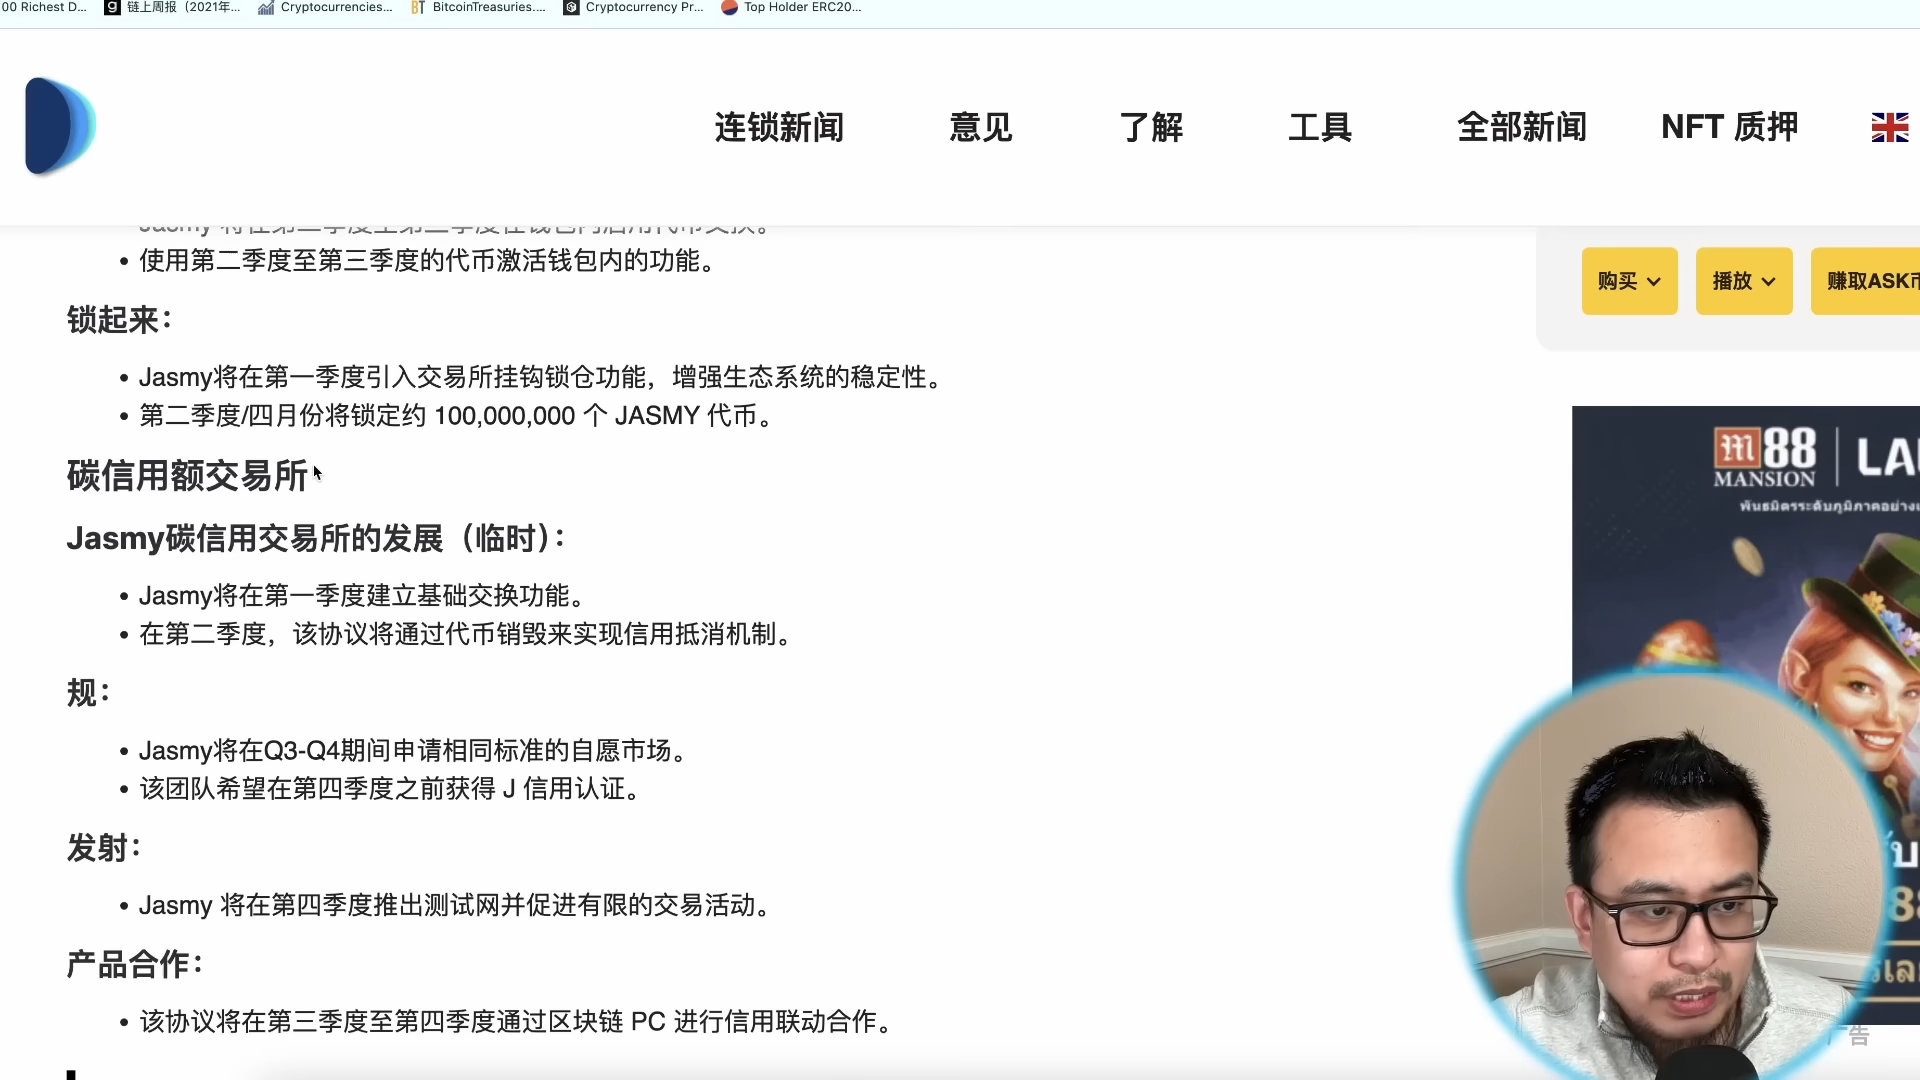 00 Richest D...
链上周报（2021年...
Cryptocurrencies...
BitcoinTreasuries....
Cryptocurrency Pr...
Top Holder ERC20...
连锁新闻
意见
了解
工具
全部新闻
NFT 质押
使用第二季度至第三季度的代币激活钱包内的功能。
锁起来：
Jasmy将在第一季度引入交易所挂钩锁仓功能，增强生态系统的稳定性。
第二季度/四月份将锁定约 100,000,000 个 JASMY 代币。
碳信用额交易所
Jasmy碳信用交易所的发展（临时）：
Jasmy将在第一季度建立基础交换功能。
在第二季度，该协议将通过代币销毁来实现信用抵消机制。
规：
Jasmy将在Q3-Q4期间申请相同标准的自愿市场。
该团队希望在第四季度之前获得 J 信用认证。
发射：
Jasmy 将在第四季度推出测试网并促进有限的交易活动。
产品合作：
该协议将在第三季度至第四季度通过区块链 PC 进行信用联动合作。
购买
播放
赚取ASK币
M88
MANSION
广告